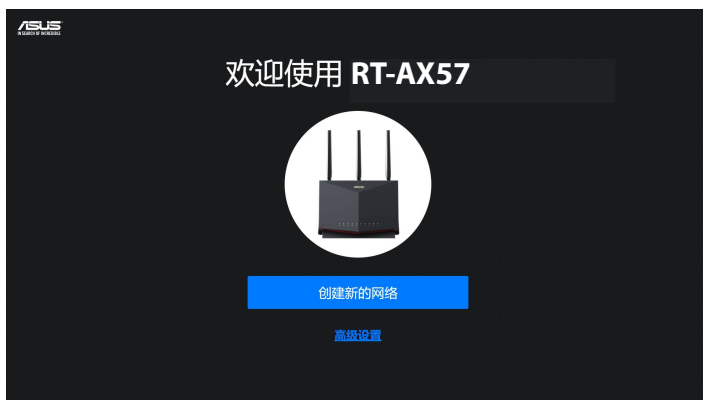 ASUS
IN SEARCH OF INCREDIBLE
欢迎使用 RT-AX57
创建新的网络
高级设置